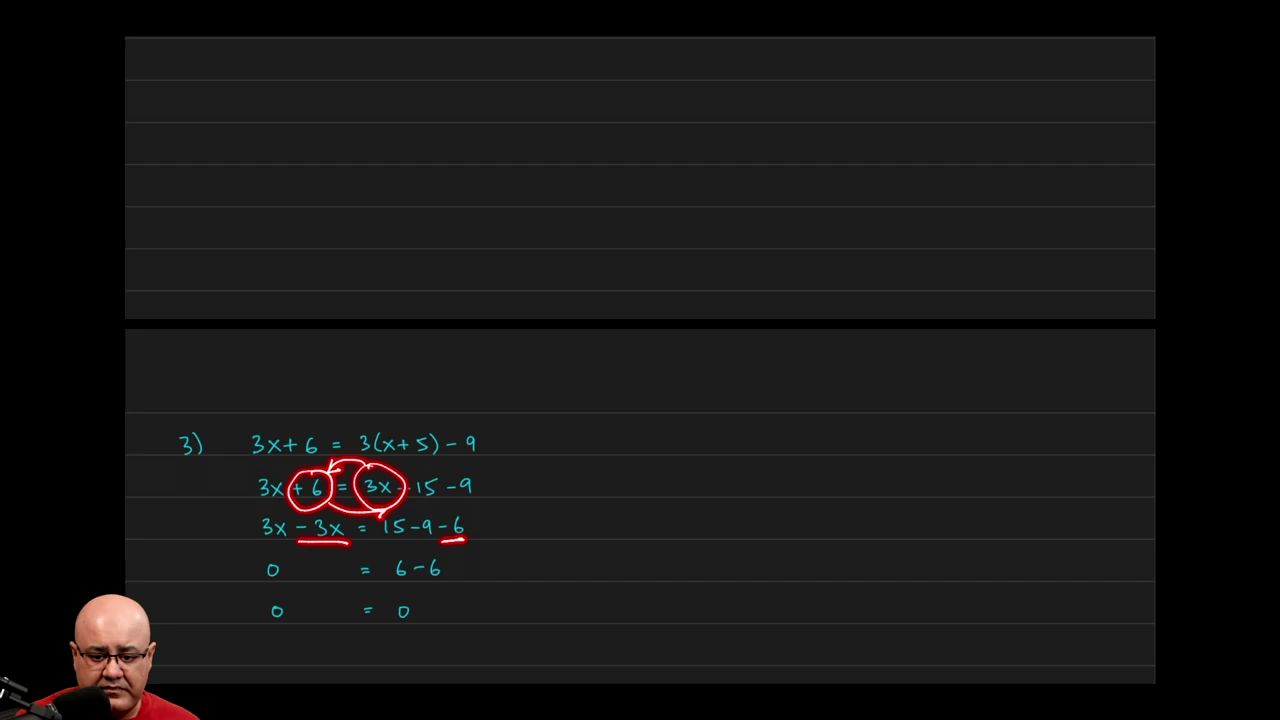 3) 3x + 6 = 3(x + 5) - 9
3x + 6 = 3x + 15 - 9
3x - 3x = 15 - 9 - 6
0 = 6 - 6
0 = 0